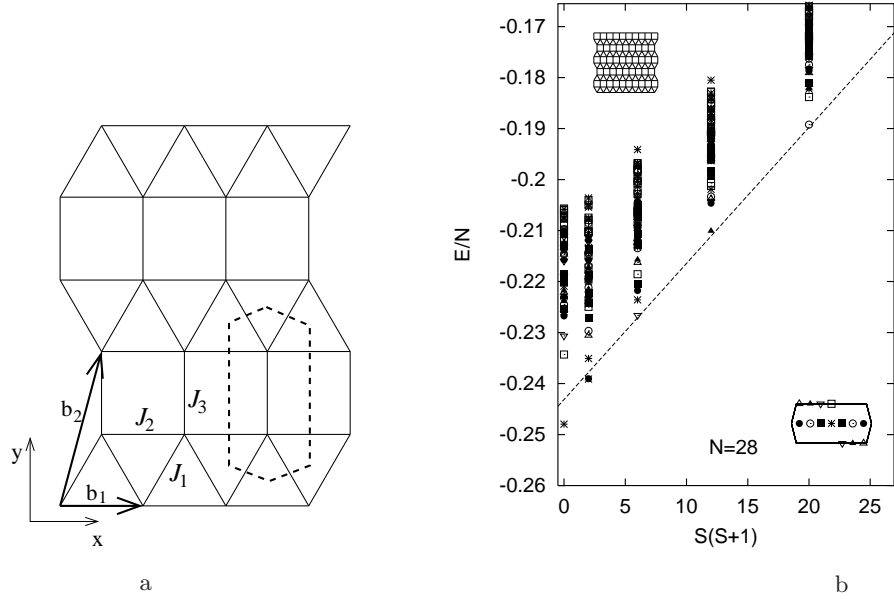 J₂
J₃
J₁
b₂
b₁
y
x
a
E/N
-0.17
-0.18
-0.19
-0.2
-0.21
-0.22
-0.23
-0.24
-0.25
-0.26
N=28
0 5 10 15 20 25
S(S+1)
b